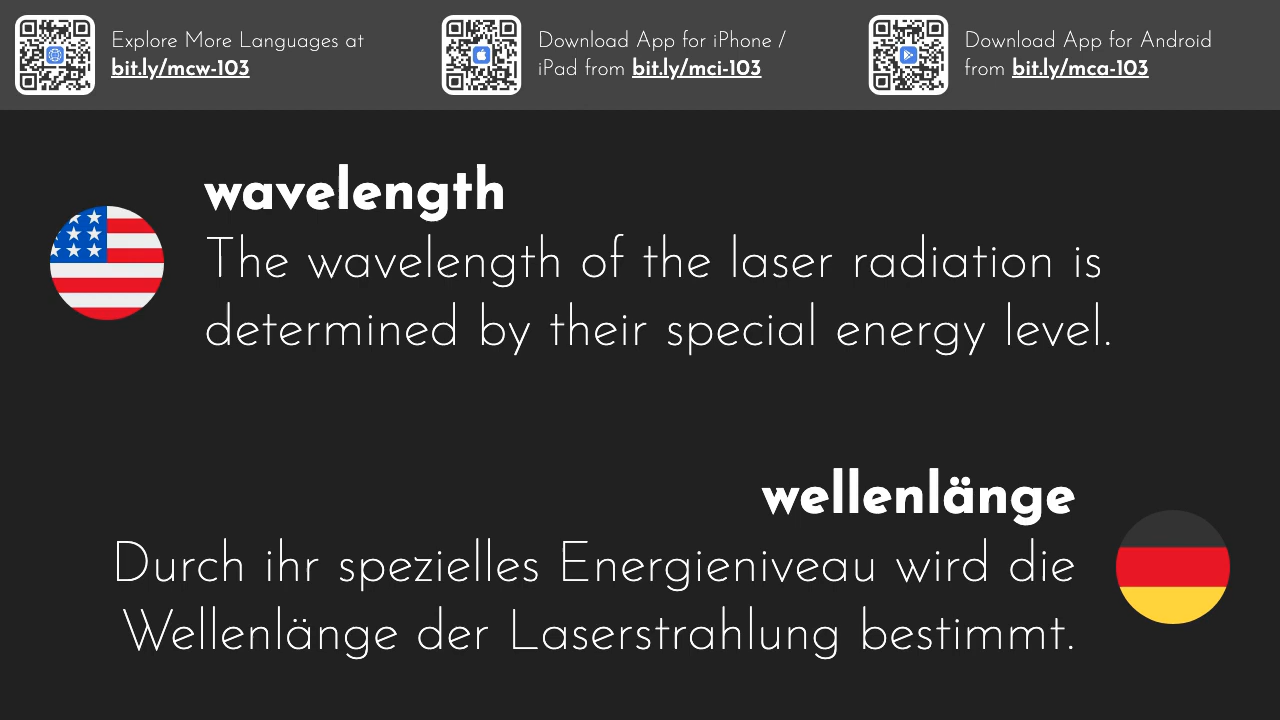 Explore More Languages at
bit.ly/mcw-103
Download App for iPhone /
iPad from bit.ly/mci-103
Download App for Android
from bit.ly/mca-103
wavelength
The wavelength of the laser radiation is
determined by their special energy level.
wellenlänge
Durch ihr spezielles Energieniveau wird die
Wellenlänge der Laserstrahlung bestimmt.